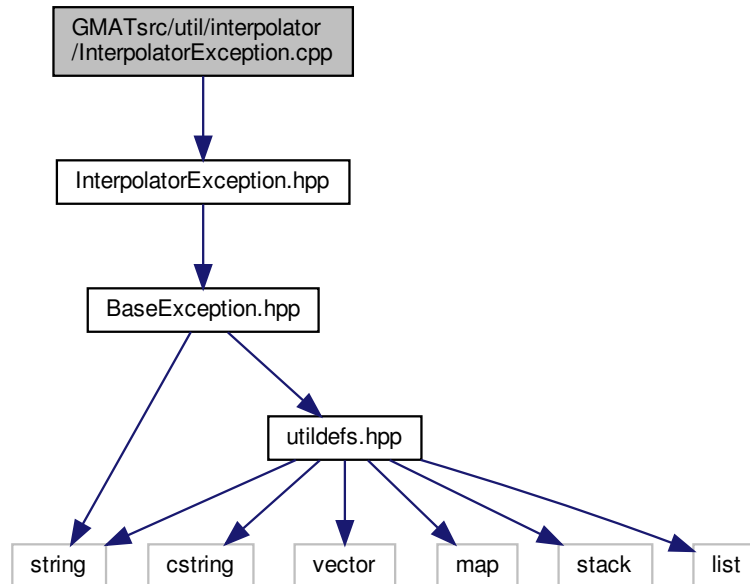 GMATsrc/util/interpolator
/InterpolatorException.cpp
InterpolatorException.hpp
BaseException.hpp
utildefs.hpp
string
cstring
vector
map
stack
list